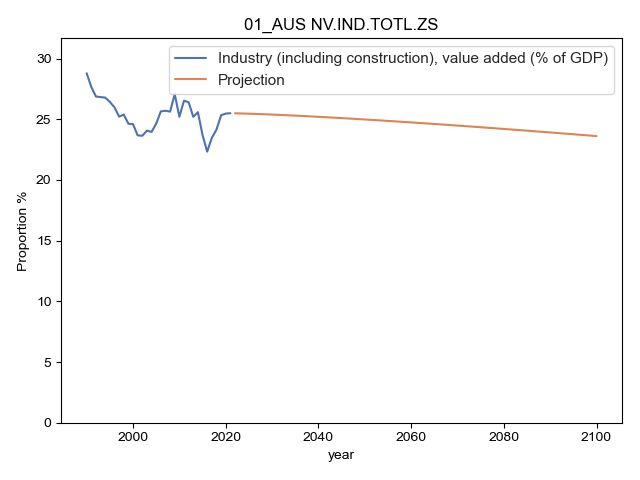 01_AUS NV.IND.TOTL.ZS
Industry (including construction), value added (% of GDP)
Projection
30
25
20
15
10
5
0
Proportion %
2000
2020
2040
2060
2080
2100
year